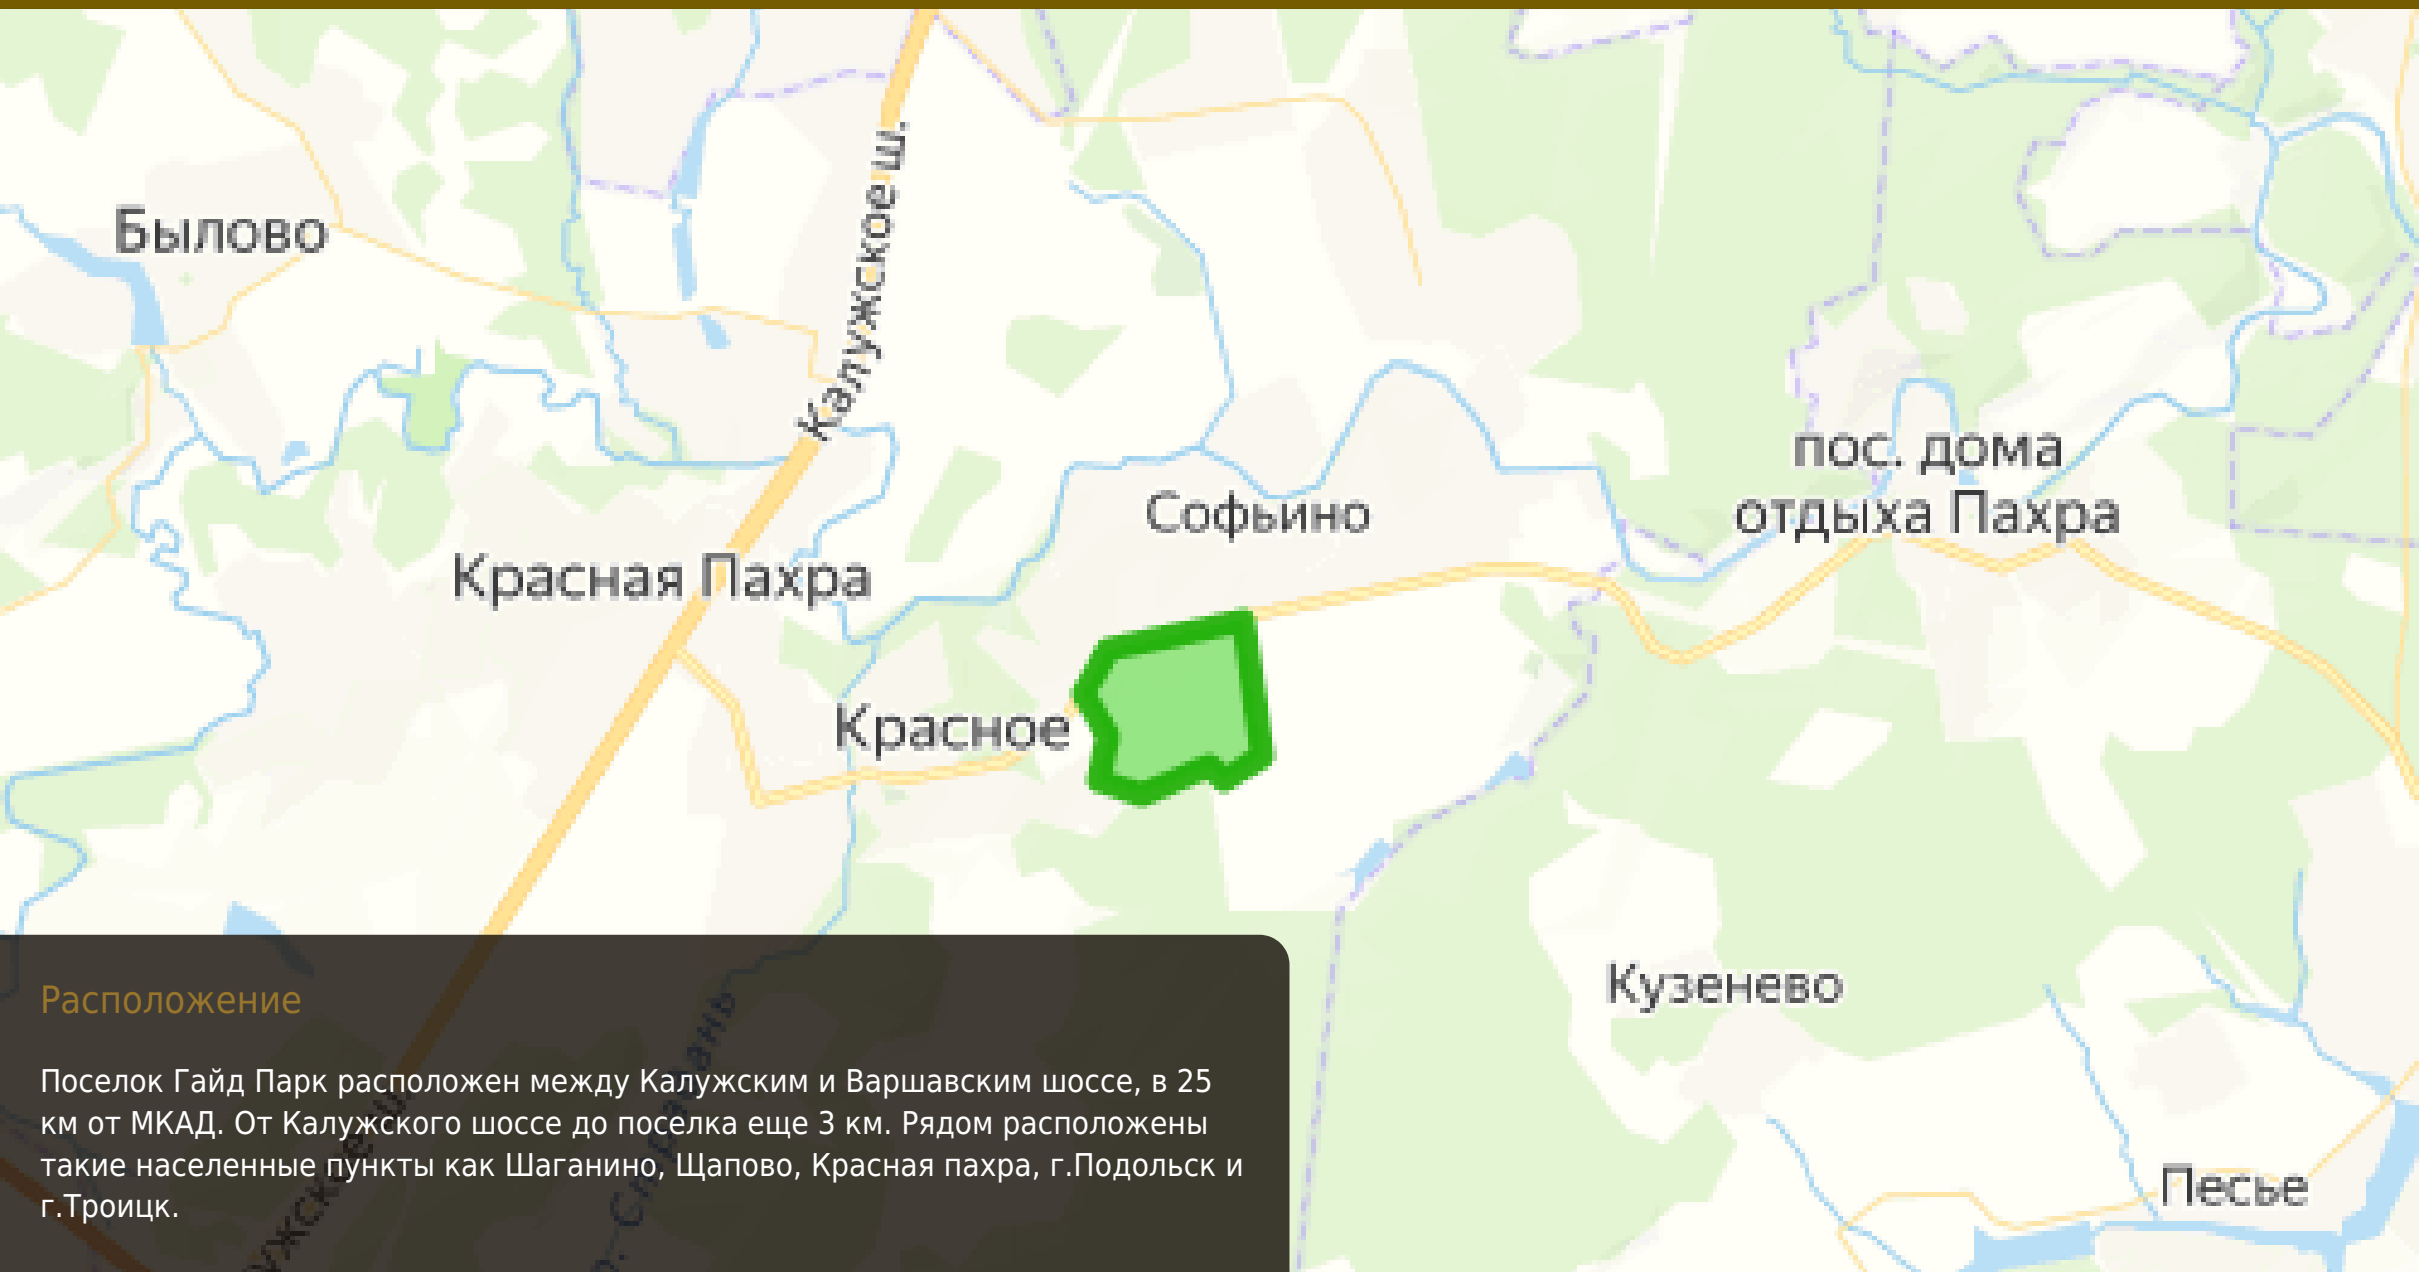 Калужское ш.
Былово
пос. дома
отдыха Пахра
Софьино
Красная Пахра
Красное
Кузенево
Песье
Расположение
Поселок Гайд Парк расположен между Калужским и Варшавским шоссе, в 25
км от МКАД. От Калужского шоссе до поселка еще 3 км. Рядом расположены
такие населенные пункты как Шаганино, Щапово, Красная пахра, г.Подольск и
г.Троицк.